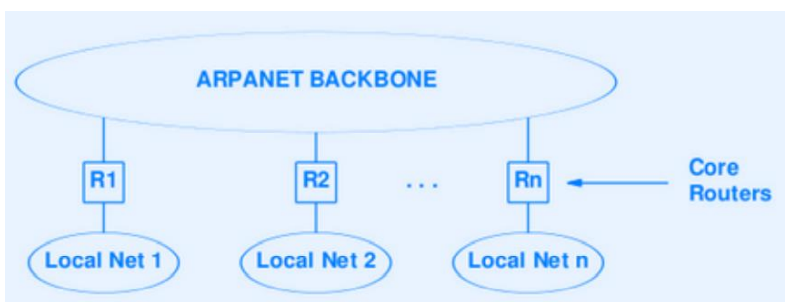 ARPANET BACKBONE
R1
R2
. . .
Rn
Core
Routers
Local Net 1
Local Net 2
Local Net n